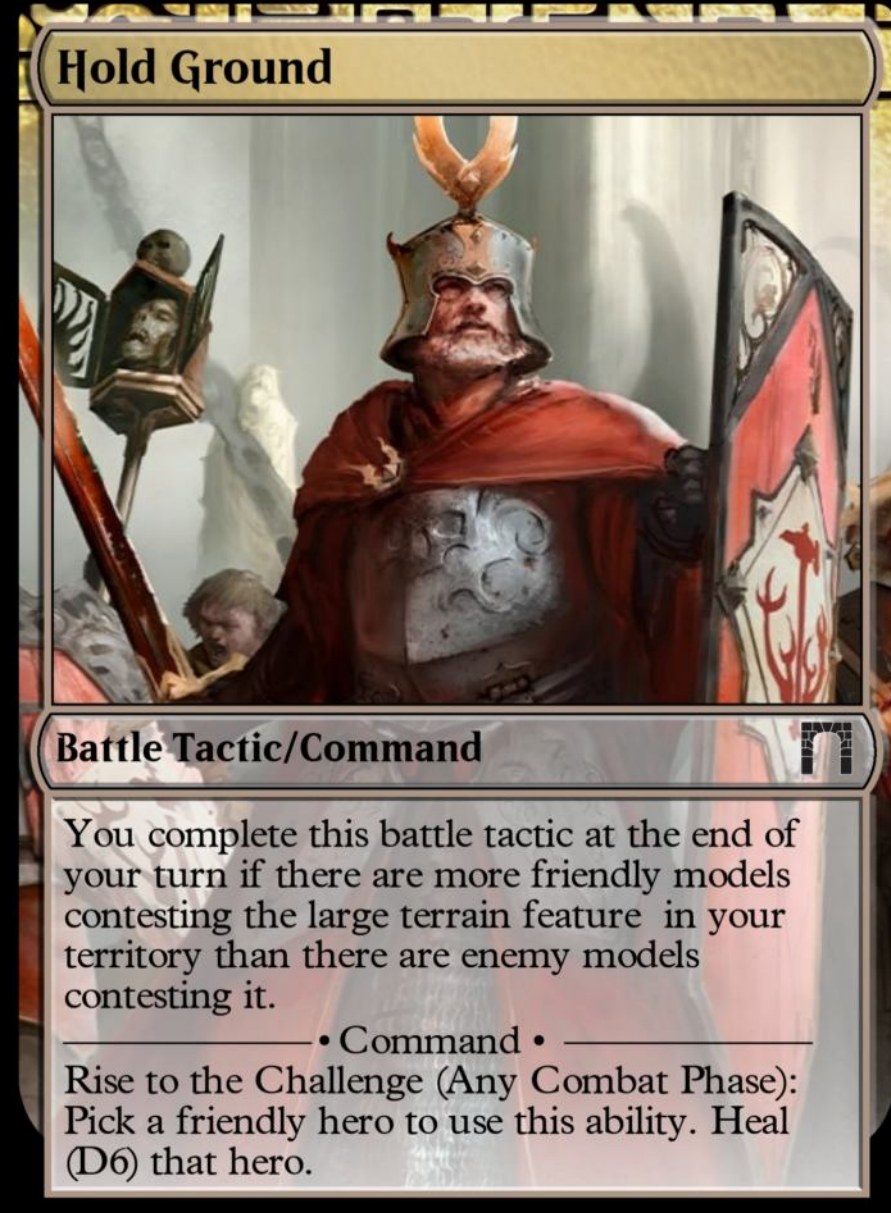 Hold Ground
Battle Tactic/Command
You complete this battle tactic at the end of
your turn if there are more friendly models
contesting the large terrain feature in your
territory than there are enemy models
contesting it.
• Command •
Rise to the Challenge (Any Combat Phase):
Pick a friendly hero to use this ability. Heal
(D6) that hero.